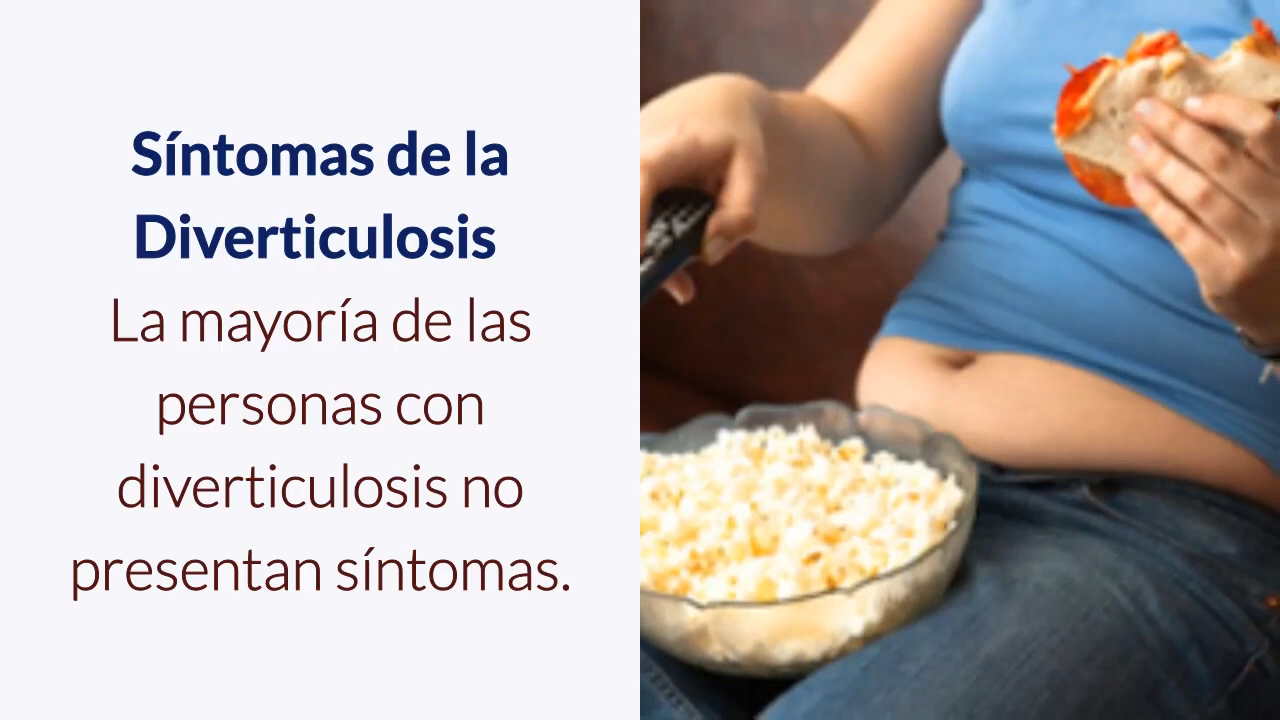 Síntomas de la
Diverticulosis
La mayoría de las
personas con
diverticulosis no
presentan síntomas.